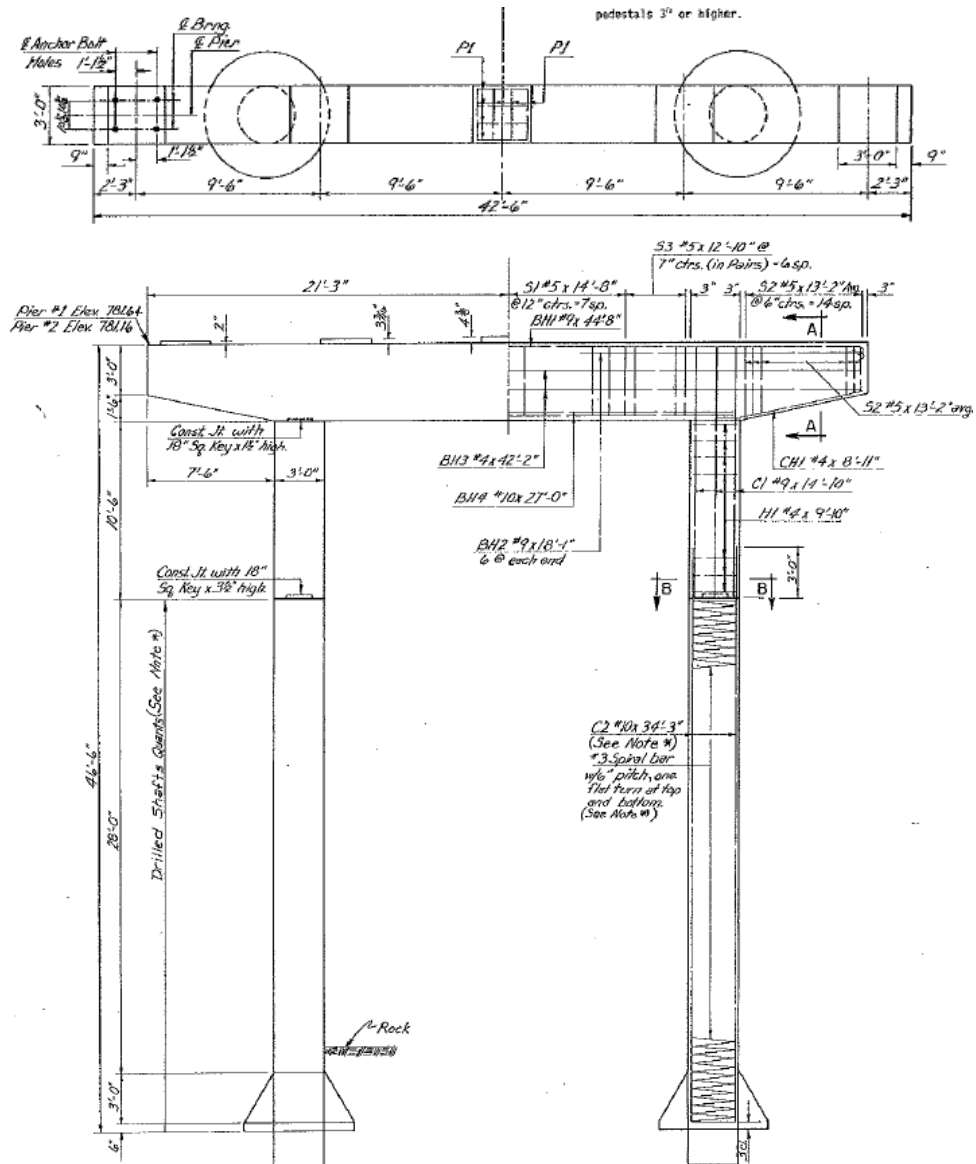 pedestals 3" or higher.
℄ Brng.
℄ Pier
℄ Anchor Bolt
Holes 1'-1½"
P1
P1
3'-0"
9"
1'-1½"
3'-0"
9"
2'-3"
9'-6"
9'-6"
9'-6"
9'-6"
2'-3"
42'-6"
S3 #5 x 12'-10" @
7" ctrs. (in Pairs) = 6 sp.
21'-3"
S1 #5 x 14'-8"
@ 12" ctrs. = 7 sp.
3"
3"
S2 #5 x 13'-2" Avg.
@ 6" ctrs. = 14 sp.
3"
Pier #1 Elev. 781.64
Pier #2 Elev. 781.16
2"
BH1 #9 x 44'-8"
A
3'-0"
1'-6"
S2 #5 x 13'-2" avg.
Const. Jt. with
18" Sq. Key x 1½" high.
A
BH3 #4 x 42'-2"
CH1 #4 x 8'-11"
7'-6"
3'-0"
C1 #9 x 14'-10"
BH4 #10 x 27'-0"
H1 #4 x 9'-10"
10'-6"
BH2 #9 x 18'-1"
6 @ each end
Const. Jt. with 18"
Sq. Key x 3½" high.
3'-0"
B
B
Drilled Shafts Quants (See Note *)
46'-6"
28'-0"
C2 #10 x 34'-3"
(See Note *)
#3 Spiral bar
w/6" pitch, one
flat turn at top
and bottom.
(See Note *)
Rock
3'-0"
6"